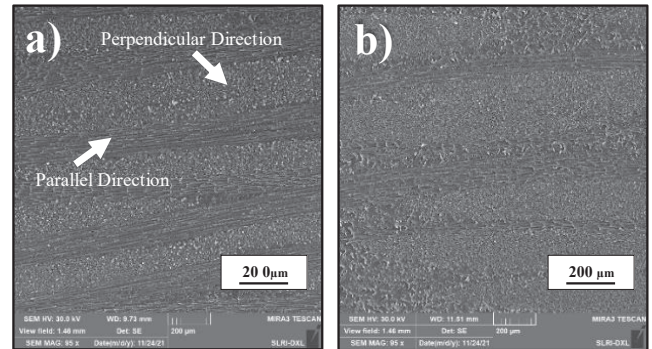 a)
Perpendicular Direction
Parallel Direction
20 0µm
SEM HV: 30.0 kV WD: 9.73 mm MIRA3 TESCAN
View field: 1.46 mm Det: SE 200 µm
SEM MAG: 95 x Date(m/d/y): 11/24/21 SLRI-DXL
b)
200 µm
SEM HV: 30.0 kV WD: 11.51 mm MIRA3 TESCAN
View field: 1.46 mm Det: SE 200 µm
SEM MAG: 95 x Date(m/d/y): 11/24/21 SLRI-DXL